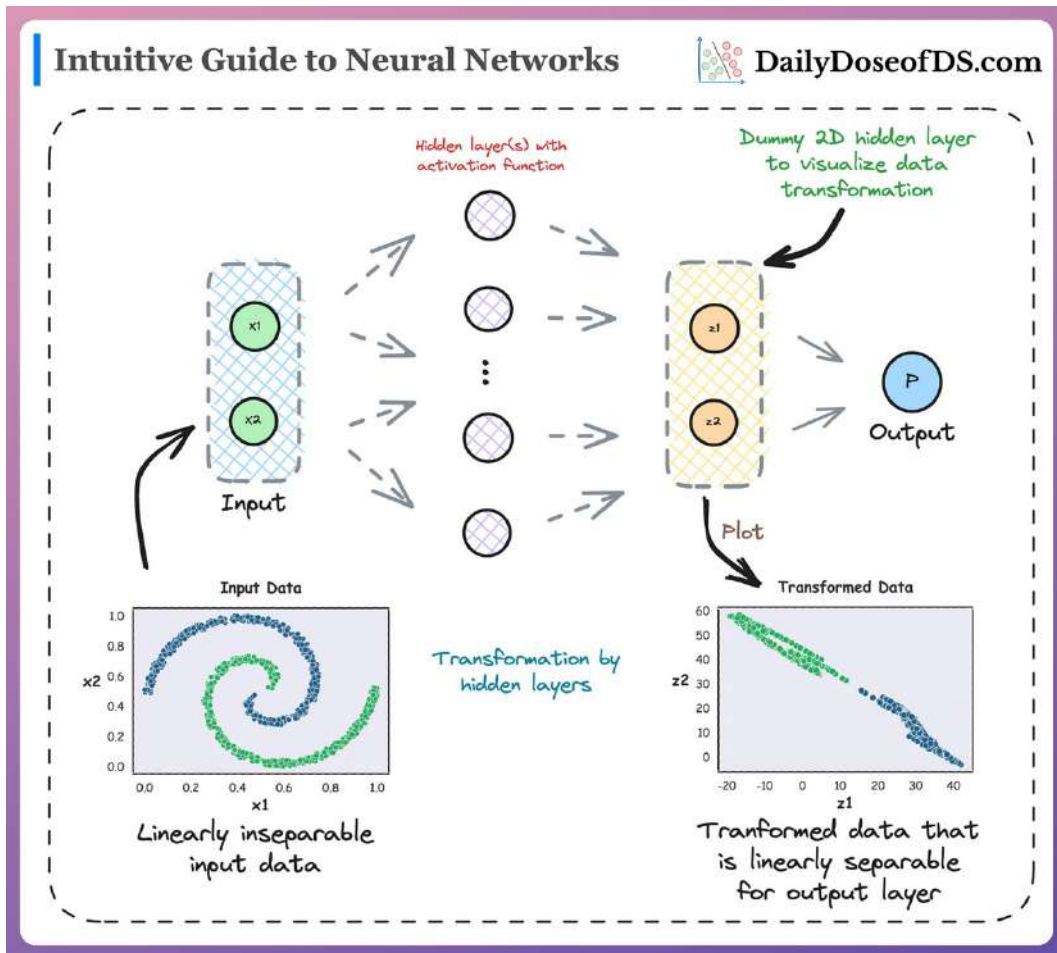 Intuitive Guide to Neural Networks
DailyDoseofDS.com
Hidden layer(s) with
activation function
Dummy 2D hidden layer
to visualize data
transformation
x1
x2
Input
...
z1
z2
P
Output
Plot
Input Data
1.0
0.8
0.6
0.4
0.2
0.0
x2
0.0 0.2 0.4 0.6 0.8 1.0
x1
Linearly inseparable
input data
Transformation by
hidden layers
Transformed Data
60
50
40
30
20
10
0
z2
-20 -10 0 10 20 30 40
z1
Tranformed data that
is linearly separable
for output layer